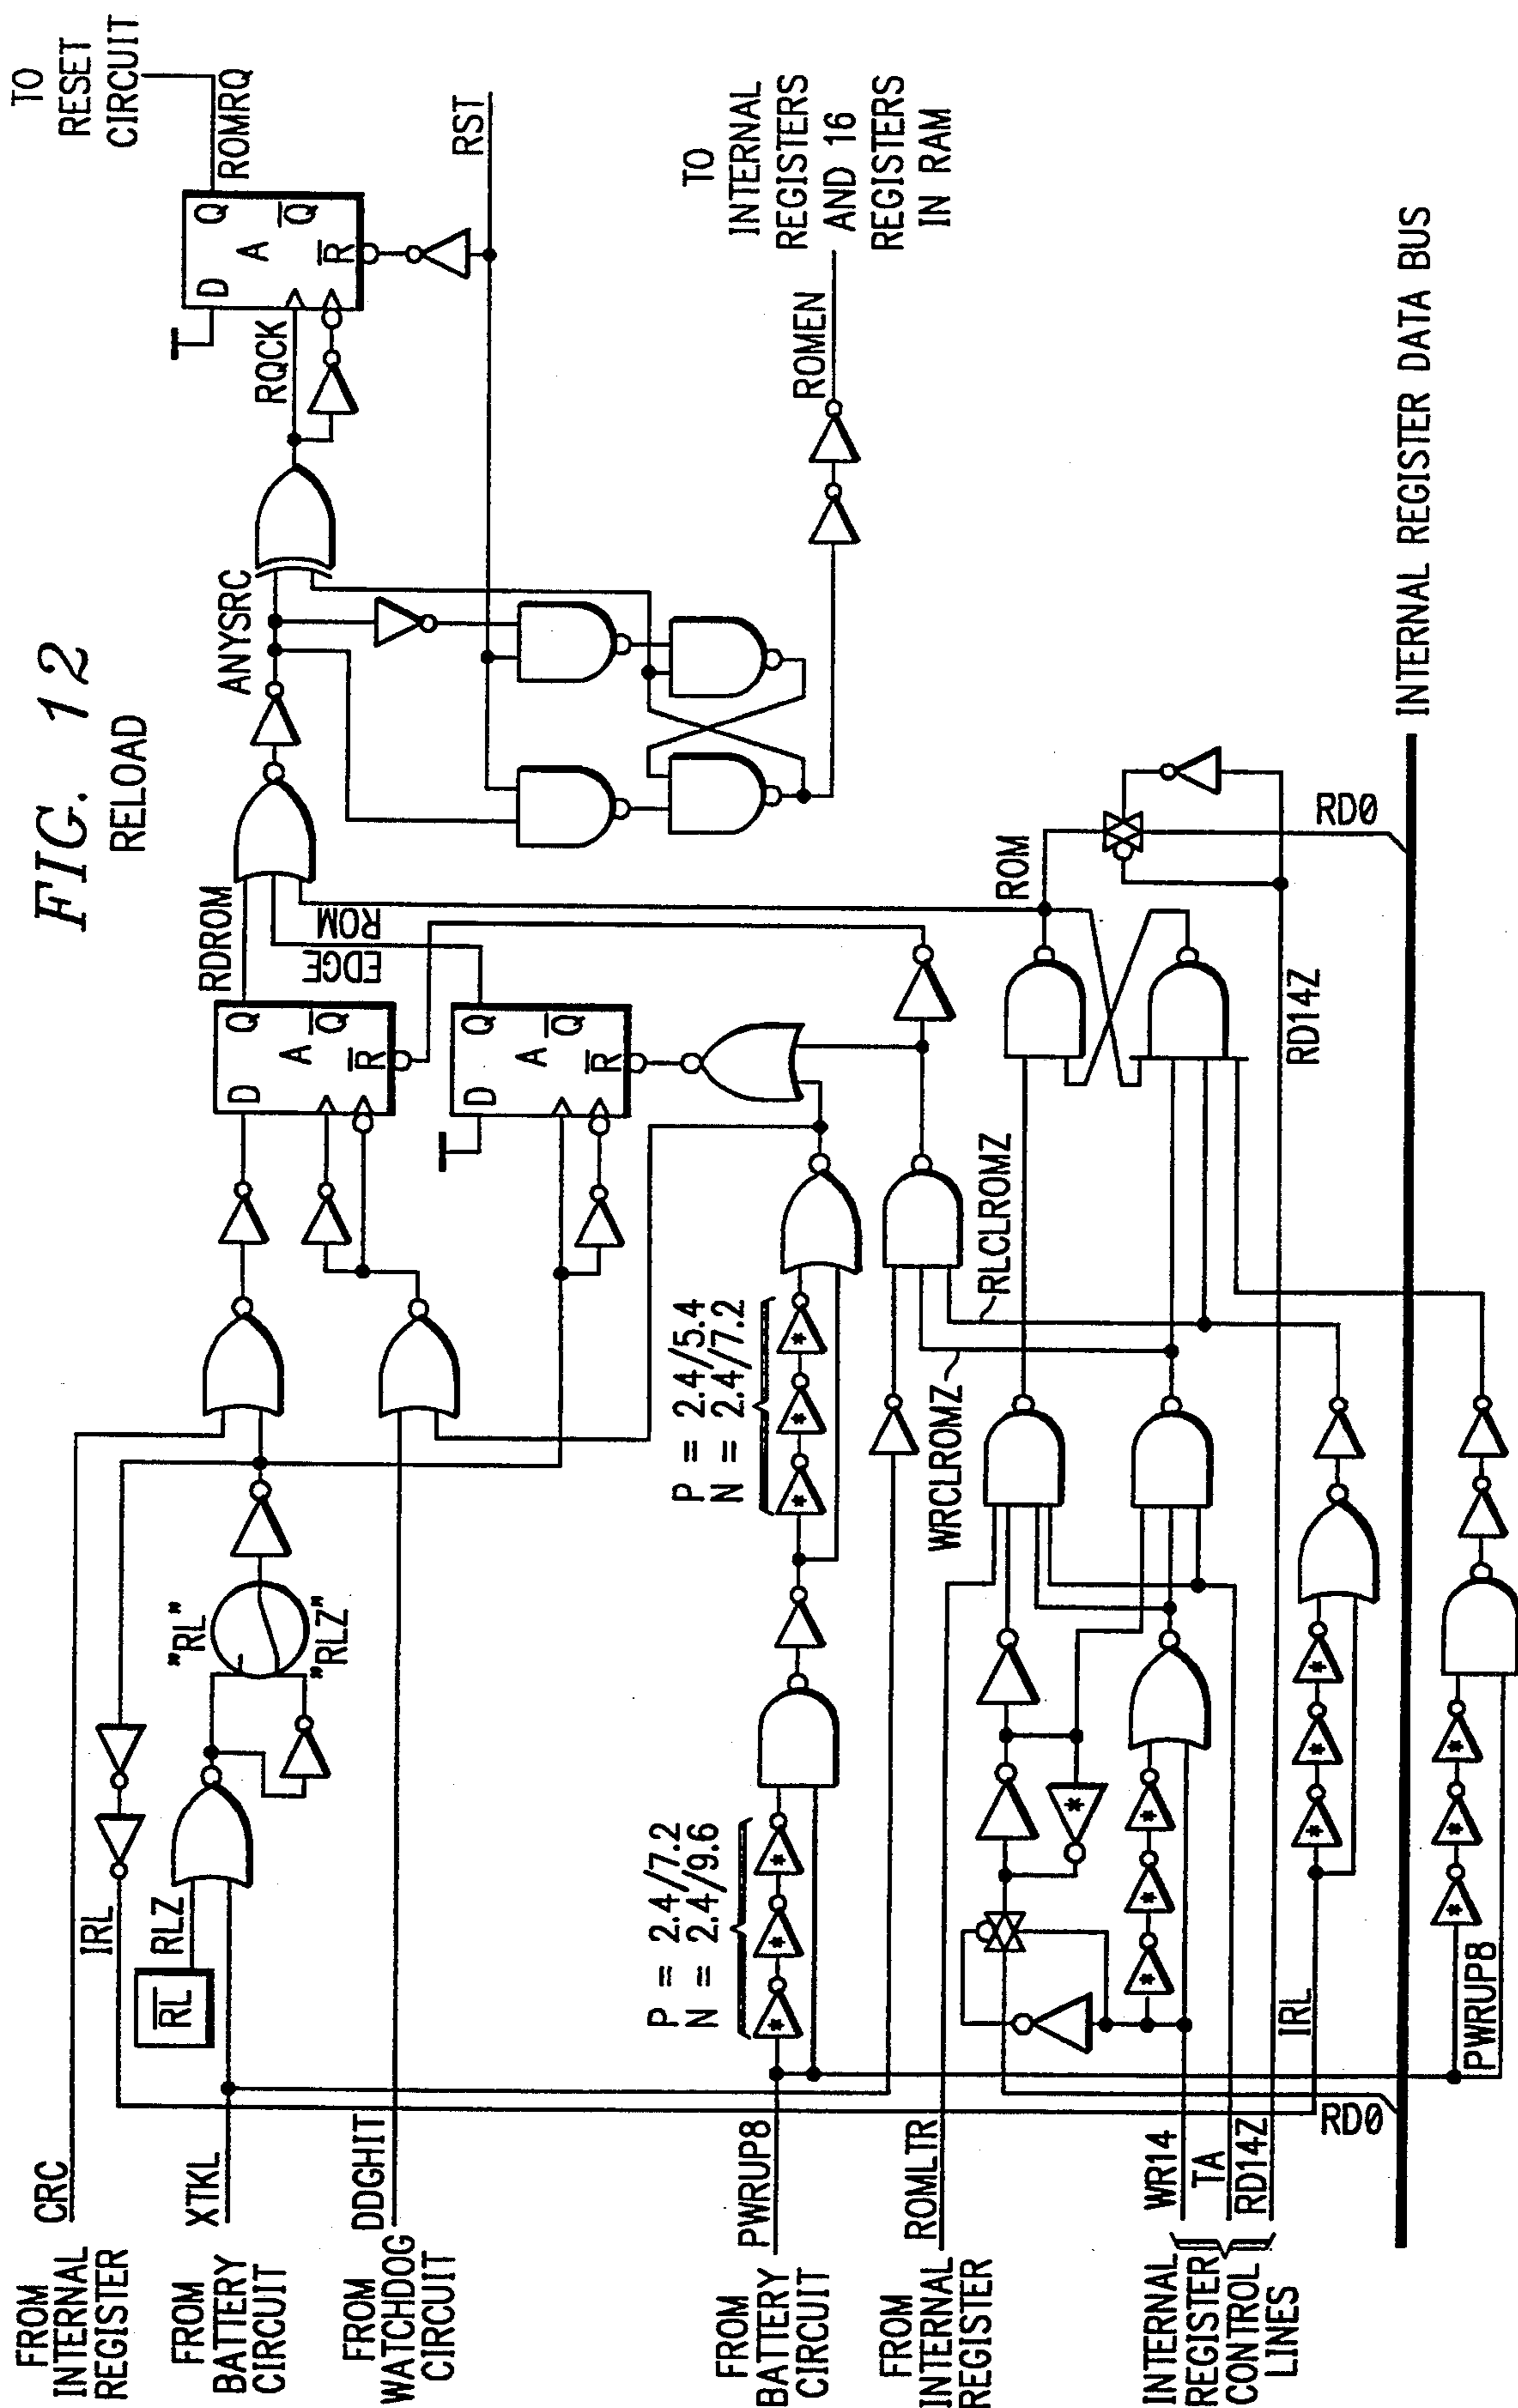 FIG. 12
RELOAD
FROM
INTERNAL
REGISTER
CRC
FROM
BATTERY
CIRCUIT
XTKL
FROM
WATCHDOG
CIRCUIT
DDGHIT
FROM
BATTERY
CIRCUIT
PWRUP8
FROM
INTERNAL
REGISTER
ROMLTR
INTERNAL
REGISTER
CONTROL
LINES
WR14
TA
RD14Z
RD0
IRL
RLZ
R̅L̅
"RL"
"RLZ"
P = 2.4/7.2
N = 2.4/9.6
* * *
P = 2.4/5.4
N = 2.4/7.2
* * *
*
* * *
IRL
* * *
PWRUP8
* * *
WRCLROMZ
RLCLROMZ
D Q
A Q̅
R̅
RDROM
D Q
A Q̅
R̅
EDGE
ROM
ROM
RD14Z
RD0
ANYSRC
RQCK
D Q
A Q̅
R̅
ROMRQ
TO
RESET
CIRCUIT
RST
ROMEN
TO
INTERNAL
REGISTERS
AND 16
REGISTERS
IN RAM
INTERNAL REGISTER DATA BUS